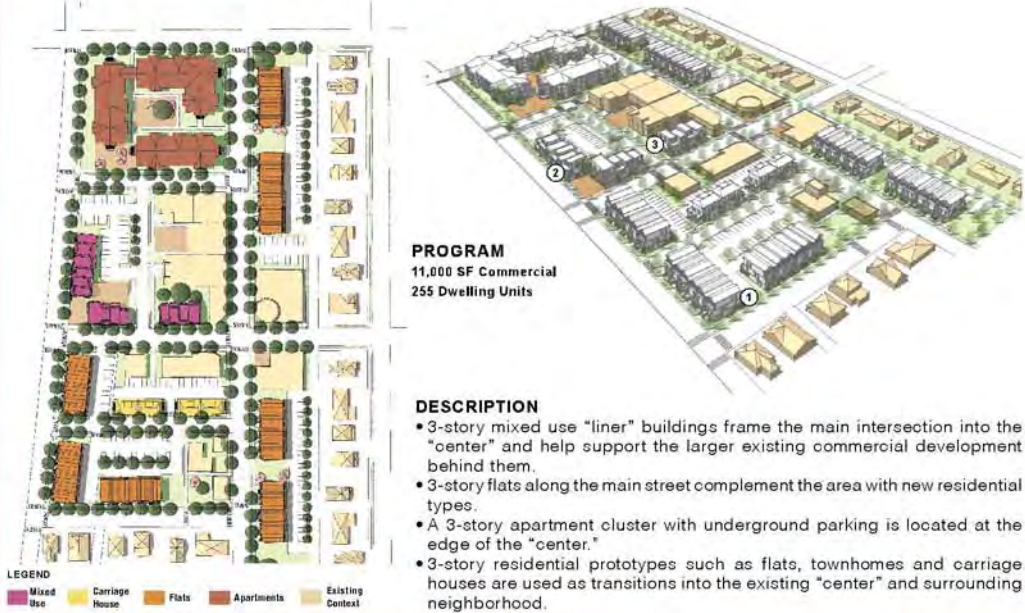 PROGRAM
11,000 SF Commercial
255 Dwelling Units
2
3
1
DESCRIPTION
• 3-story mixed use “liner” buildings frame the main intersection into the
“center” and help support the larger existing commercial development
behind them.
• 3-story flats along the main street complement the area with new residential
types.
• A 3-story apartment cluster with underground parking is located at the
edge of the “center.”
• 3-story residential prototypes such as flats, townhomes and carriage
houses are used as transitions into the existing “center” and surrounding
neighborhood.
LEGEND
Mixed Use
Carriage House
Flats
Apartments
Existing Context